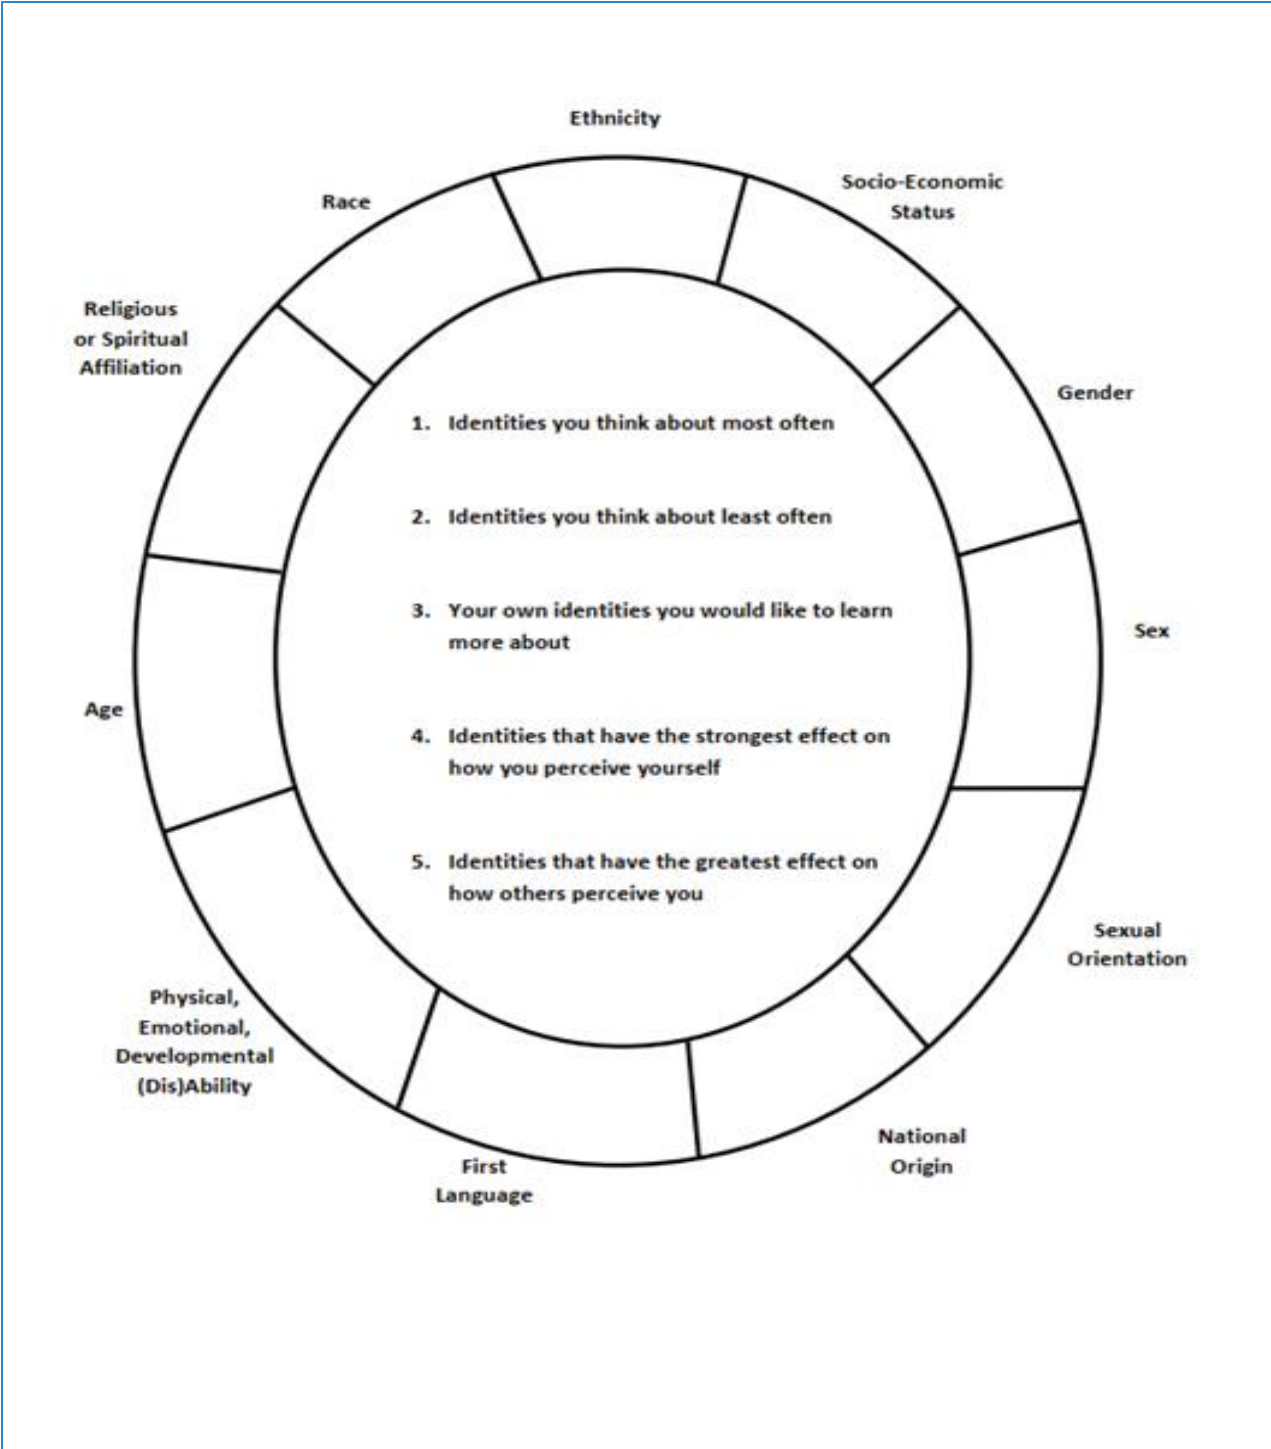 Ethnicity
Socio-Economic
Status
Race
Religious
or Spiritual
Affiliation
Gender
1. Identities you think about most often
2. Identities you think about least often
3. Your own identities you would like to learn
more about
Sex
Age
4. Identities that have the strongest effect on
how you perceive yourself
5. Identities that have the greatest effect on
how others perceive you
Sexual
Orientation
Physical,
Emotional,
Developmental
(Dis)Ability
National
Origin
First
Language